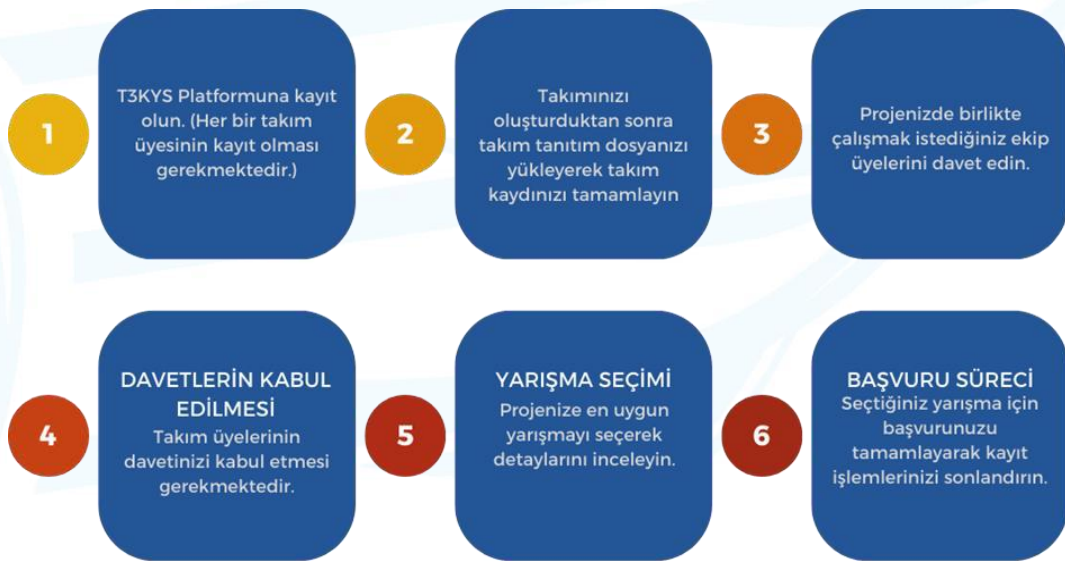 1
T3KYS Platformuna kayıt
olun. (Her bir takım
üyesinin kayıt olması
gerekmektedir.)
2
Takımınızı
oluşturduktan sonra
takım tanıtım dosyanızı
yükleyerek takım
kaydınızı tamamlayın
3
Projenizde birlikte
çalışmak istediğiniz ekip
üyelerini davet edin.
4
DAVETLERİN KABUL
EDİLMESİ
Takım üyelerinin
davetinizi kabul etmesi
gerekmektedir.
5
YARIŞMA SEÇİMİ
Projenize en uygun
yarışmayı seçerek
detaylarını inceleyin.
6
BAŞVURU SÜRECİ
Seçtiğiniz yarışma için
başvurunuzu
tamamlayarak kayıt
işlemlerinizi sonlandırın.